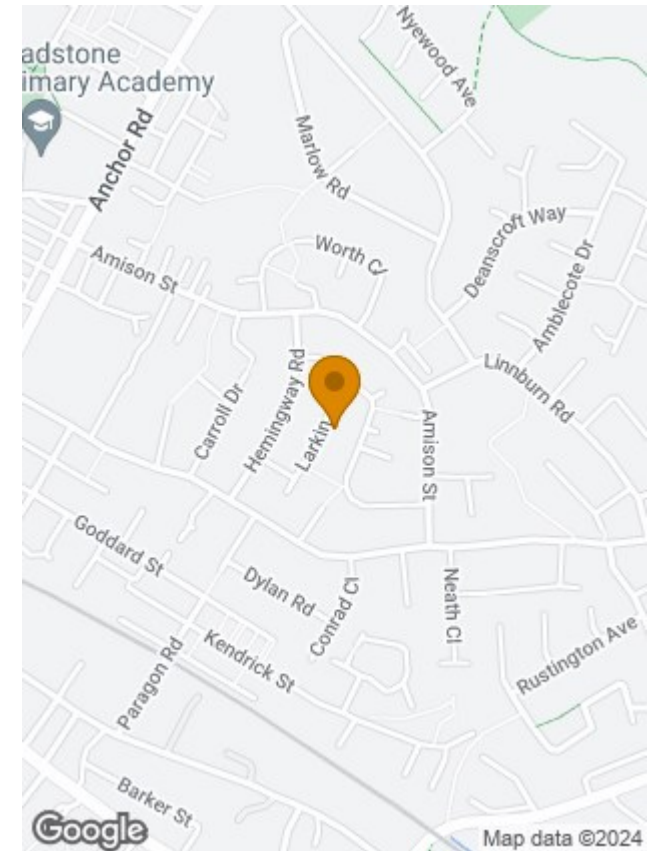 adstone
imary Academy
Anchor Rd
Nyewood Ave
Marlow Rd
Deanscroft Way
Worth Cl
Amison St
Amblecote Dr
Linnburn Rd
Hemingway Rd
Carroll Dr
Larkin
Amison St
Goddard St
Dylan Rd
Conrad Cl
Neath Cl
Kendrick St
Rustington Ave
Paragon Rd
Barker St
Google
Map data ©2024